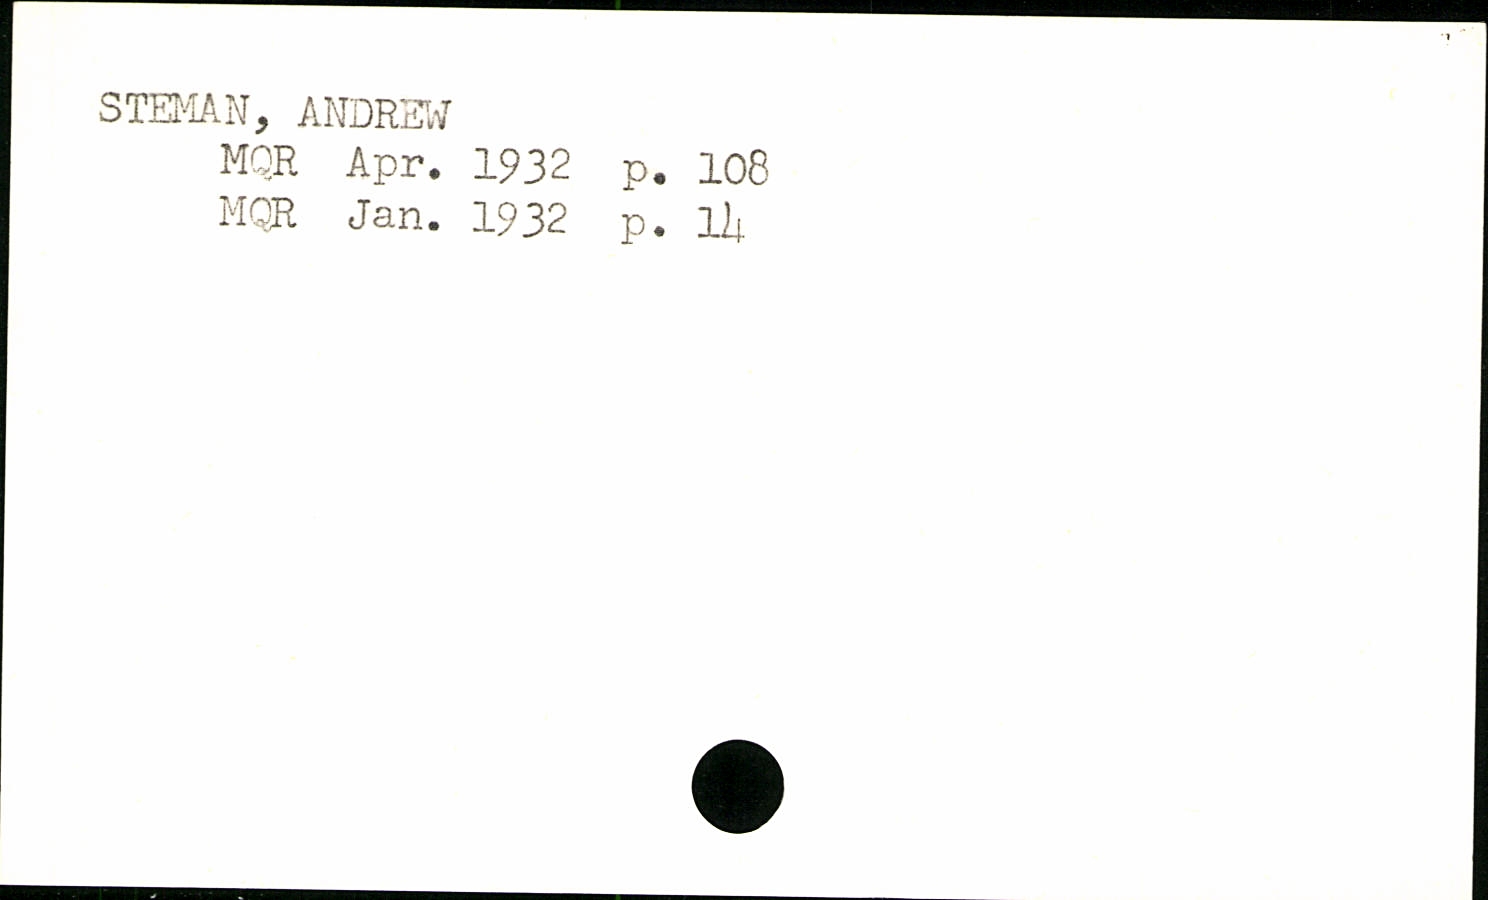 STEMAN, ANDREW
MQR Apr. 1932 p. 108
MQR Jan. 1932 p. 14